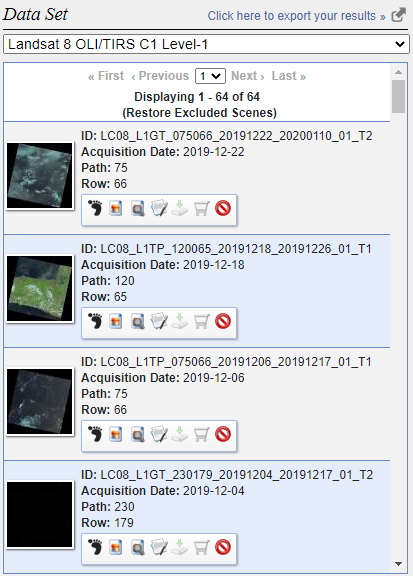 Data Set
Click here to export your results »
Landsat 8 OLI/TIRS C1 Level-1
« First ‹ Previous 1 Next › Last »
Displaying 1 - 64 of 64
(Restore Excluded Scenes)
ID: LC08_L1GT_075066_20191222_20200110_01_T2
Acquisition Date: 2019-12-22
Path: 75
Row: 66
ID: LC08_L1TP_120065_20191218_20191226_01_T1
Acquisition Date: 2019-12-18
Path: 120
Row: 65
ID: LC08_L1TP_075066_20191206_20191217_01_T1
Acquisition Date: 2019-12-06
Path: 75
Row: 66
ID: LC08_L1GT_230179_20191204_20191217_01_T2
Acquisition Date: 2019-12-04
Path: 230
Row: 179